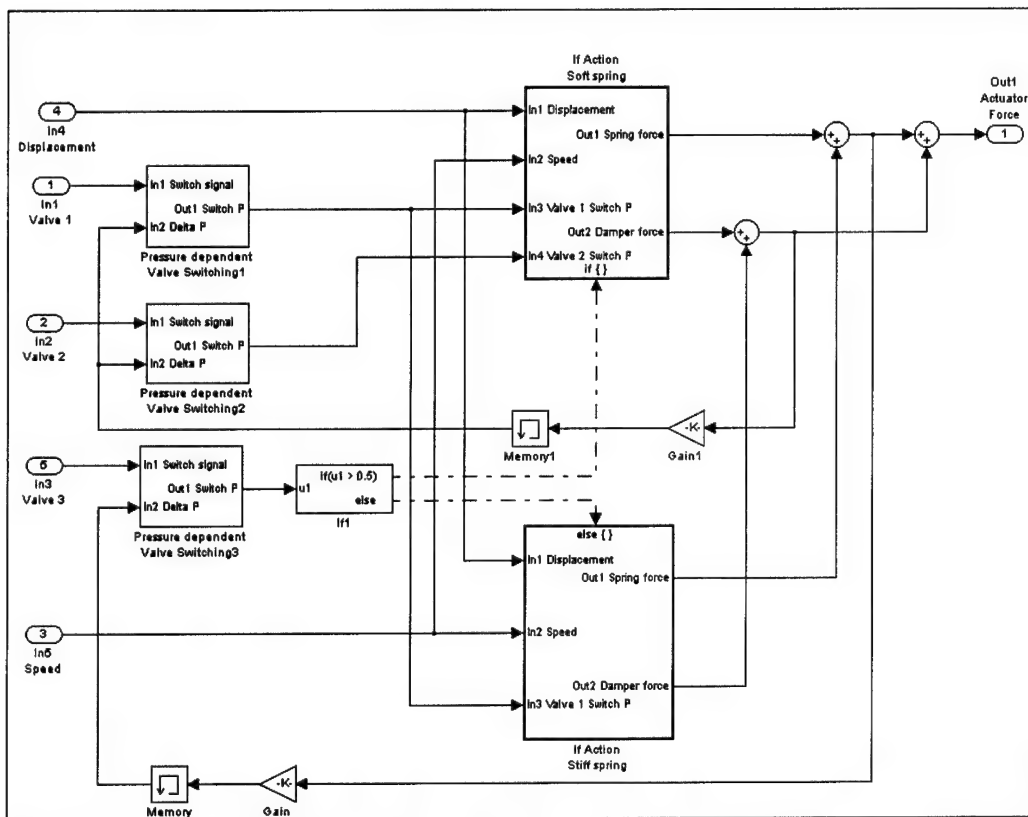 If Action
Soft spring
4
In4
Displacement
In1 Displacement
Out1 Spring force
In2 Speed
In3 Valve 1 Switch P
Out2 Damper force
In4 Valve 2 Switch P
if { }
Out1
Actuator
Force
1
1
In1
Valve 1
In1 Switch signal
Out1 Switch P
In2 Delta P
Pressure dependent
Valve Switching1
2
In2
Valve 2
In1 Switch signal
Out1 Switch P
In2 Delta P
Pressure dependent
Valve Switching2
Memory1
-K-
Gain1
5
In3
Valve 3
In1 Switch signal
Out1 Switch P
In2 Delta P
Pressure dependent
Valve Switching3
u1
if(u1 > 0.5)
else
If1
else { }
In1 Displacement
Out1 Spring force
In2 Speed
Out2 Damper force
In3 Valve 1 Switch P
If Action
Stiff spring
3
In5
Speed
Memory
-K-
Gain